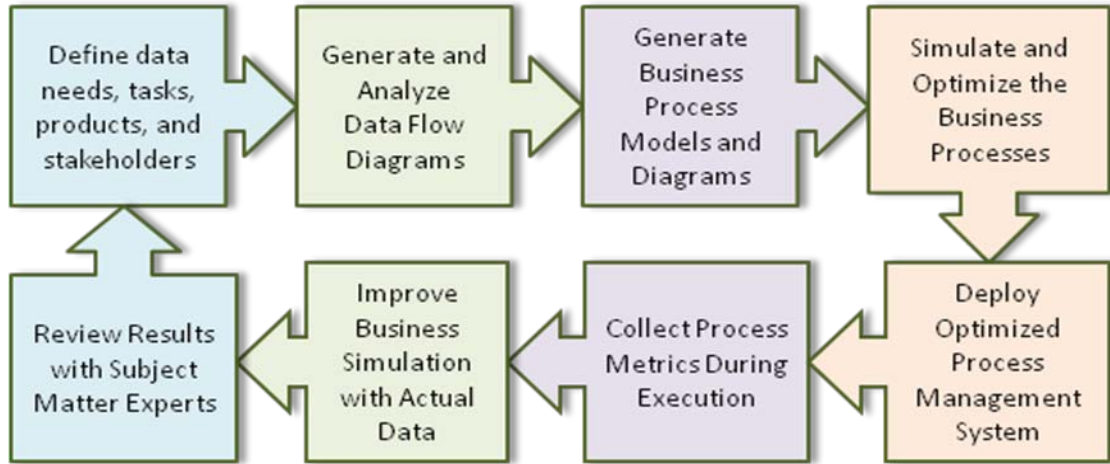 Define data
needs, tasks,
products, and
stakeholders
Generate and
Analyze
Data Flow
Diagrams
Generate
Business
Process
Models and
Diagrams
Simulate and
Optimize the
Business
Processes
Deploy
Optimized
Process
Management
System
Collect Process
Metrics During
Execution
Improve
Business
Simulation
with Actual
Data
Review Results
with Subject
Matter Experts